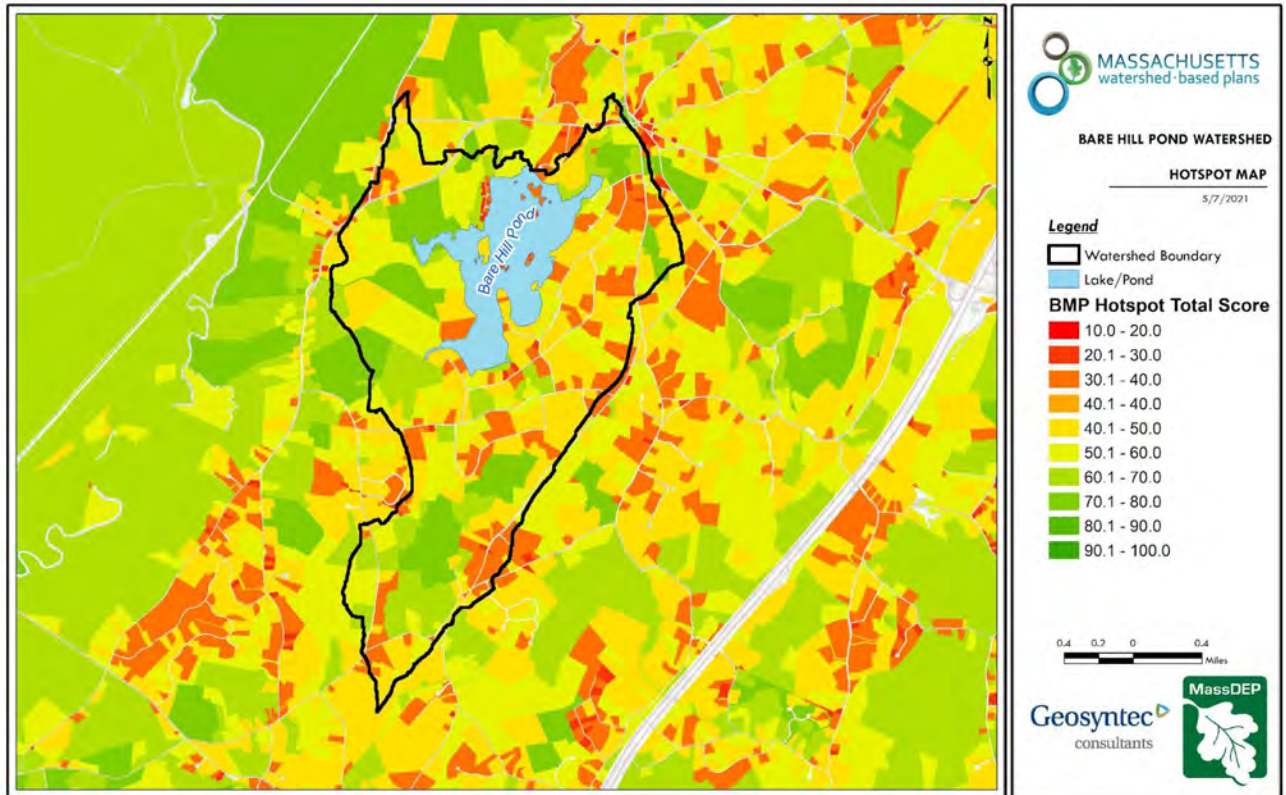 Bare Hill Pond
N
MASSACHUSETTS
watershed·based plans
BARE HILL POND WATERSHED
HOTSPOT MAP
5/7/2021
Legend
Watershed Boundary
Lake/Pond
BMP Hotspot Total Score
10.0 - 20.0
20.1 - 30.0
30.1 - 40.0
40.1 - 40.0
40.1 - 50.0
50.1 - 60.0
60.1 - 70.0
70.1 - 80.0
80.1 - 90.0
90.1 - 100.0
0.4 0.2 0 0.4
Miles
Geosyntec
consultants
MassDEP